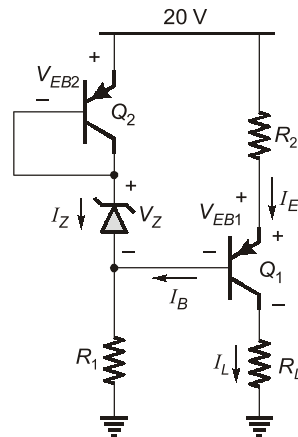 20 V
+
V_EB2
−
Q_2
R_2
+
I_Z
V_Z
−
+
V_EB1
I_E
+
−
Q_1
I_B
−
R_1
I_L
R_L